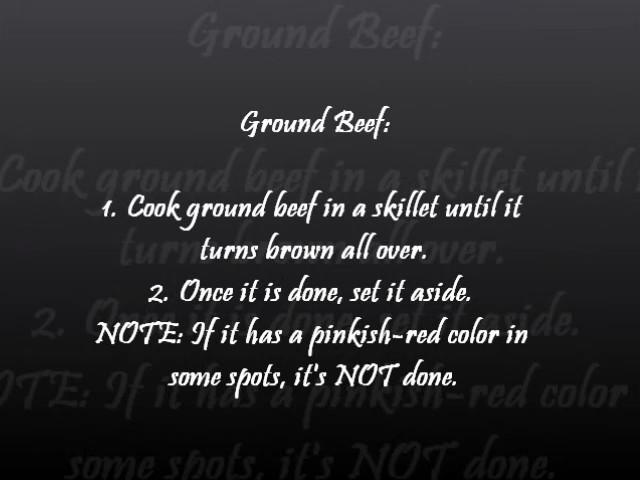 Ground Beef:
1. Cook ground beef in a skillet until it
turns brown all over.
2. Once it is done, set it aside.
NOTE: If it has a pinkish-red color in
some spots, it's NOT done.